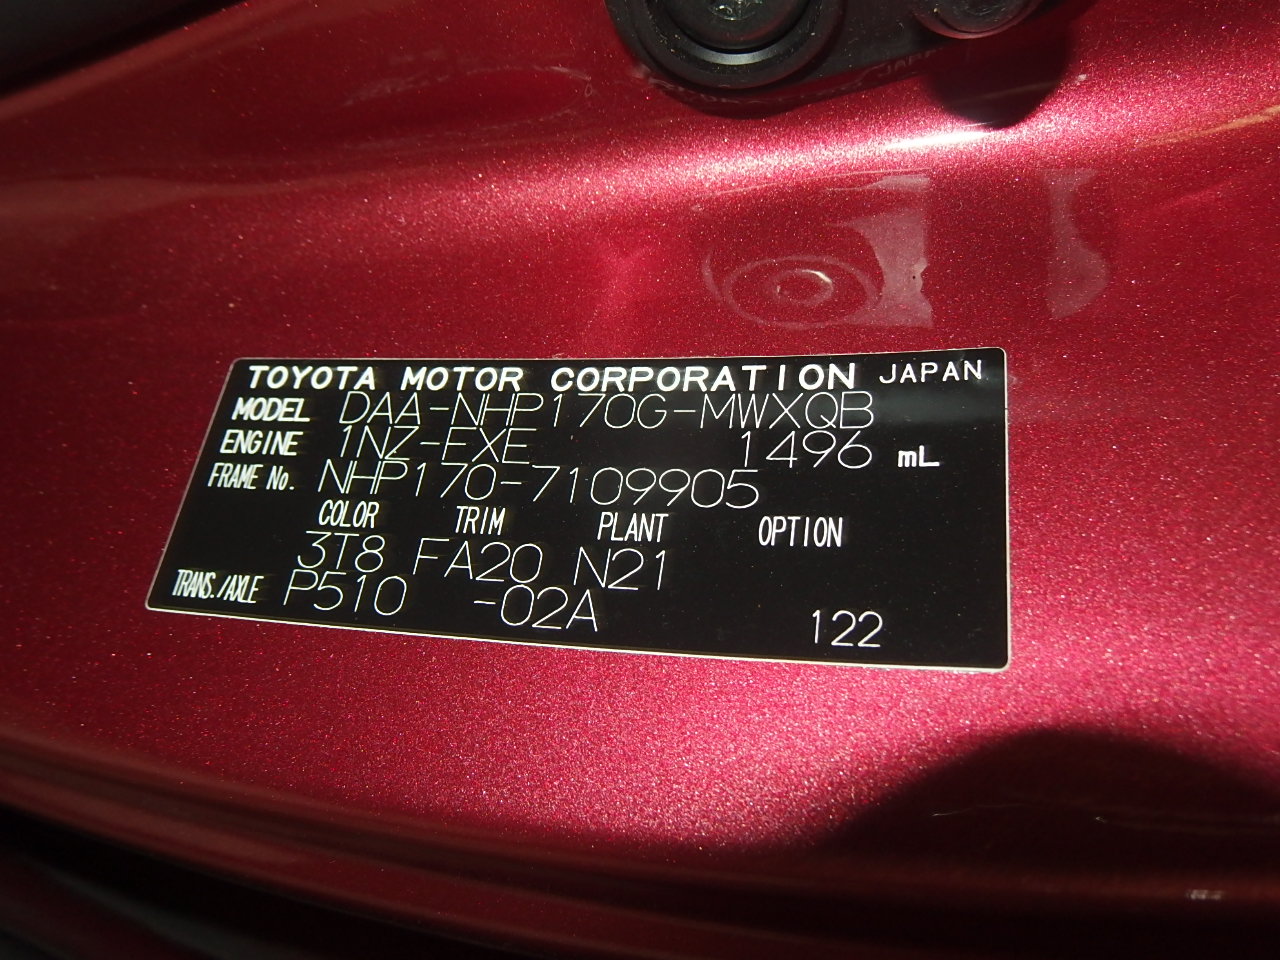 JAPAN
TOYOTA MOTOR CORPORATION JAPAN
MODEL DAA-NHP170G-MWXQB
ENGINE 1NZ-FXE 1496 mL
FRAME No. NHP170-7109905
COLOR TRIM PLANT OPTION
3T8 FA20 N21
TRANS./AXLE P510 -02A
122